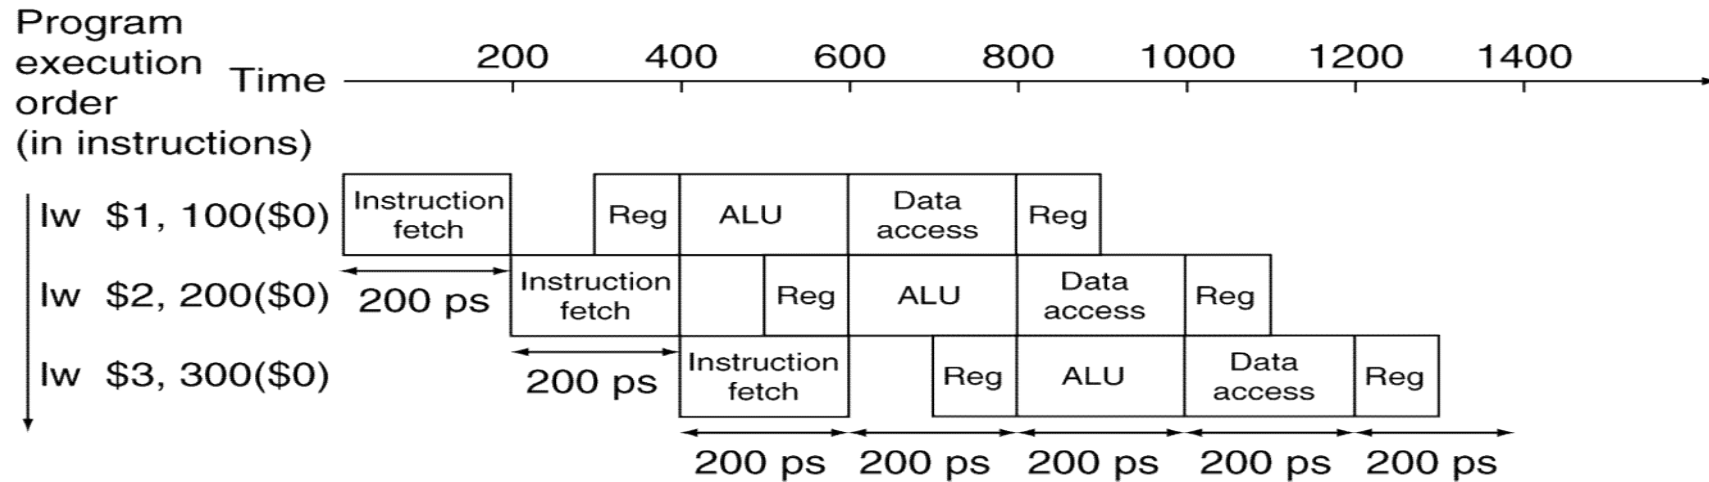 Program
execution
order
(in instructions)
Time
200 400 600 800 1000 1200 1400
lw $1, 100($0)
Instruction
fetch
Reg
ALU
Data
access
Reg
200 ps
lw $2, 200($0)
Instruction
fetch
Reg
ALU
Data
access
Reg
200 ps
lw $3, 300($0)
Instruction
fetch
Reg
ALU
Data
access
Reg
200 ps 200 ps 200 ps 200 ps 200 ps